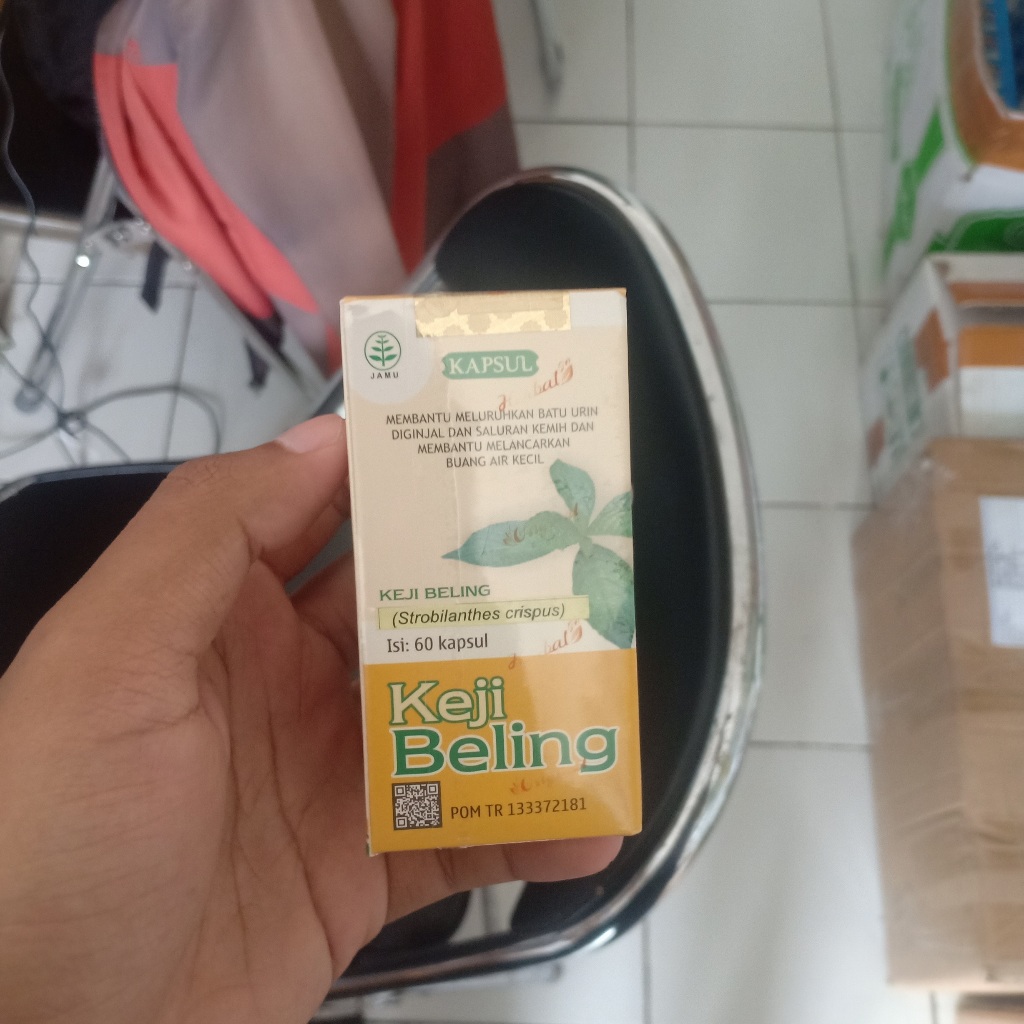 JAMU
KAPSUL
MEMBANTU MELURUHKAN BATU URIN
DIGINJAL DAN SALURAN KEMIH DAN
MEMBANTU MELANCARKAN
BUANG AIR KECIL
KEJI BELING
(Strobilanthes crispus)
Isi: 60 kapsul
Keji
Beling
POM TR 133372181